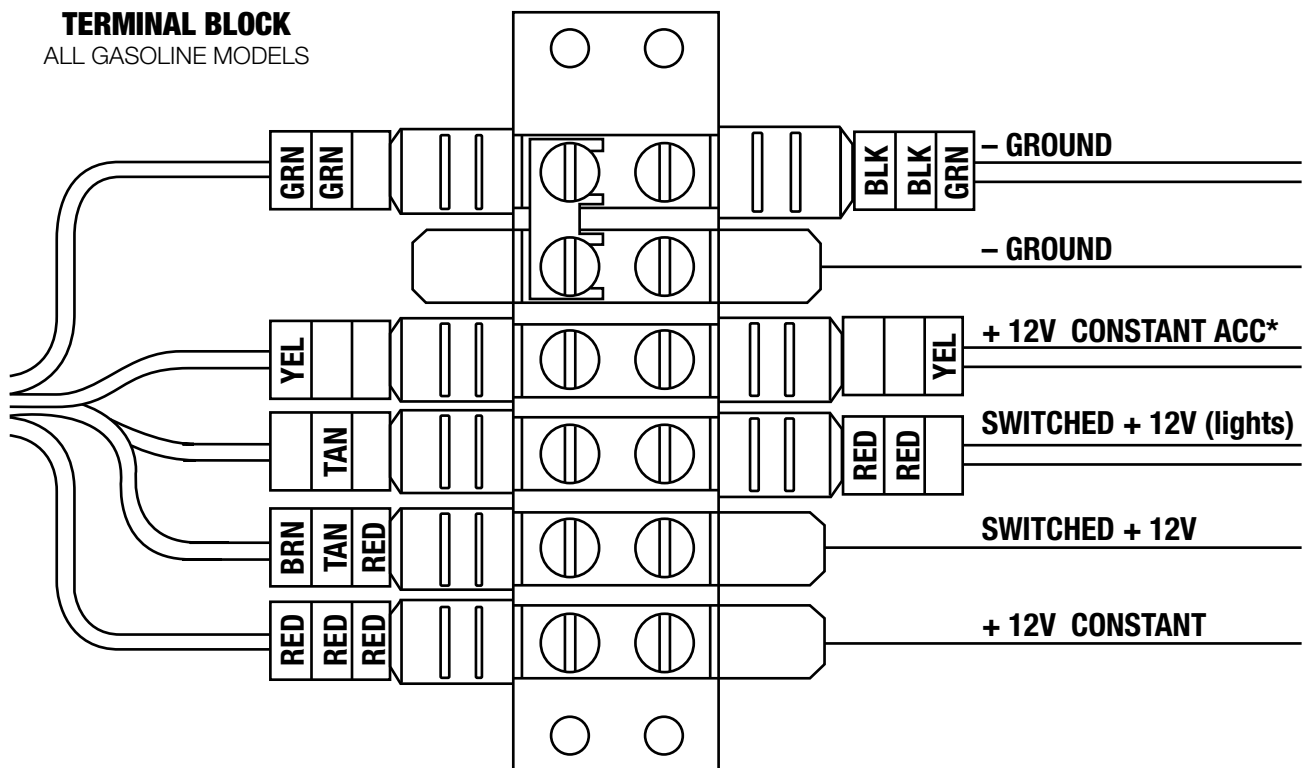 TERMINAL BLOCK
ALL GASOLINE MODELS
GRN GRN
BLK BLK GRN
– GROUND
– GROUND
YEL
YEL
+ 12V CONSTANT ACC*
TAN
RED RED
SWITCHED + 12V (lights)
BRN TAN RED
SWITCHED + 12V
RED RED RED
+ 12V CONSTANT